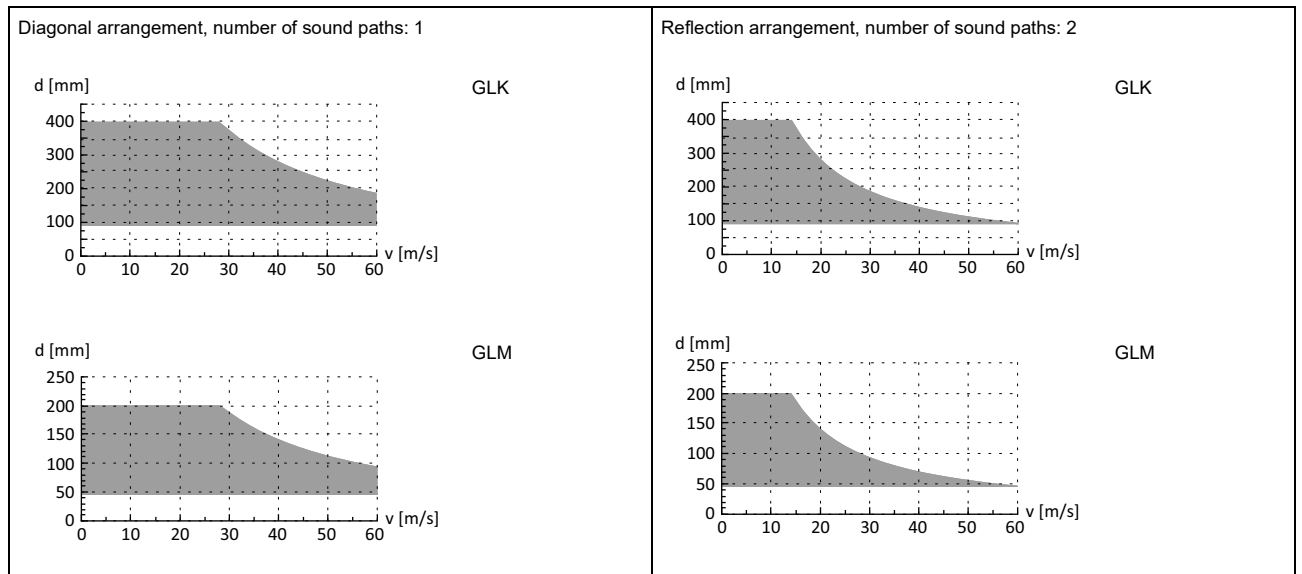 Diagonal arrangement, number of sound paths: 1
d [mm]
GLK
400
300
200
100
0
v [m/s]
0 10 20 30 40 50 60
d [mm]
GLM
250
200
150
100
50
0
v [m/s]
0 10 20 30 40 50 60
Reflection arrangement, number of sound paths: 2
d [mm]
GLK
400
300
200
100
0
v [m/s]
0 10 20 30 40 50 60
d [mm]
GLM
250
200
150
100
50
0
v [m/s]
0 10 20 30 40 50 60